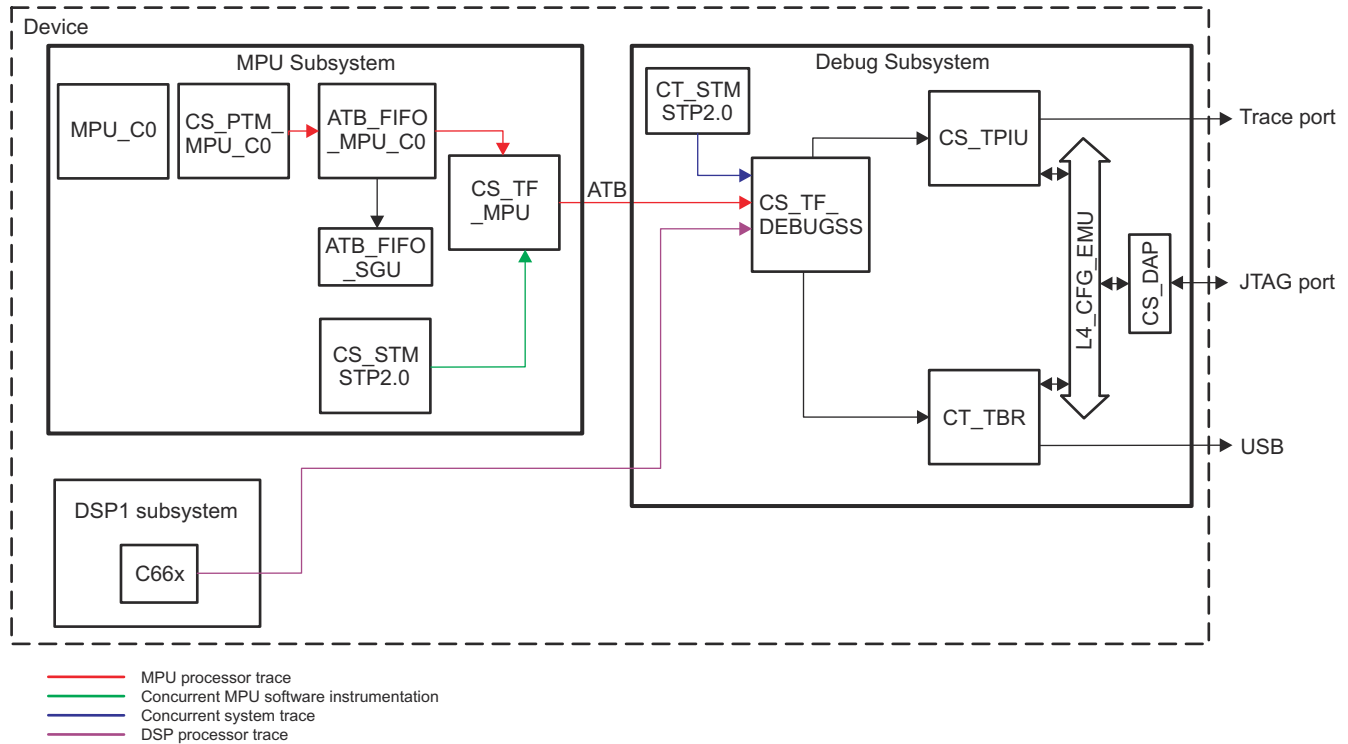 Device
MPU Subsystem
MPU_C0
CS_PTM_
MPU_C0
ATB_FIFO
_MPU_C0
CS_TF
_MPU
ATB_FIFO
_SGU
CS_STM
STP2.0
ATB
Debug Subsystem
CT_STM
STP2.0
CS_TF_
DEBUGSS
CS_TPIU
CT_TBR
L4_CFG_EMU
CS_DAP
Trace port
JTAG port
USB
DSP1 subsystem
C66x
MPU processor trace
Concurrent MPU software instrumentation
Concurrent system trace
DSP processor trace